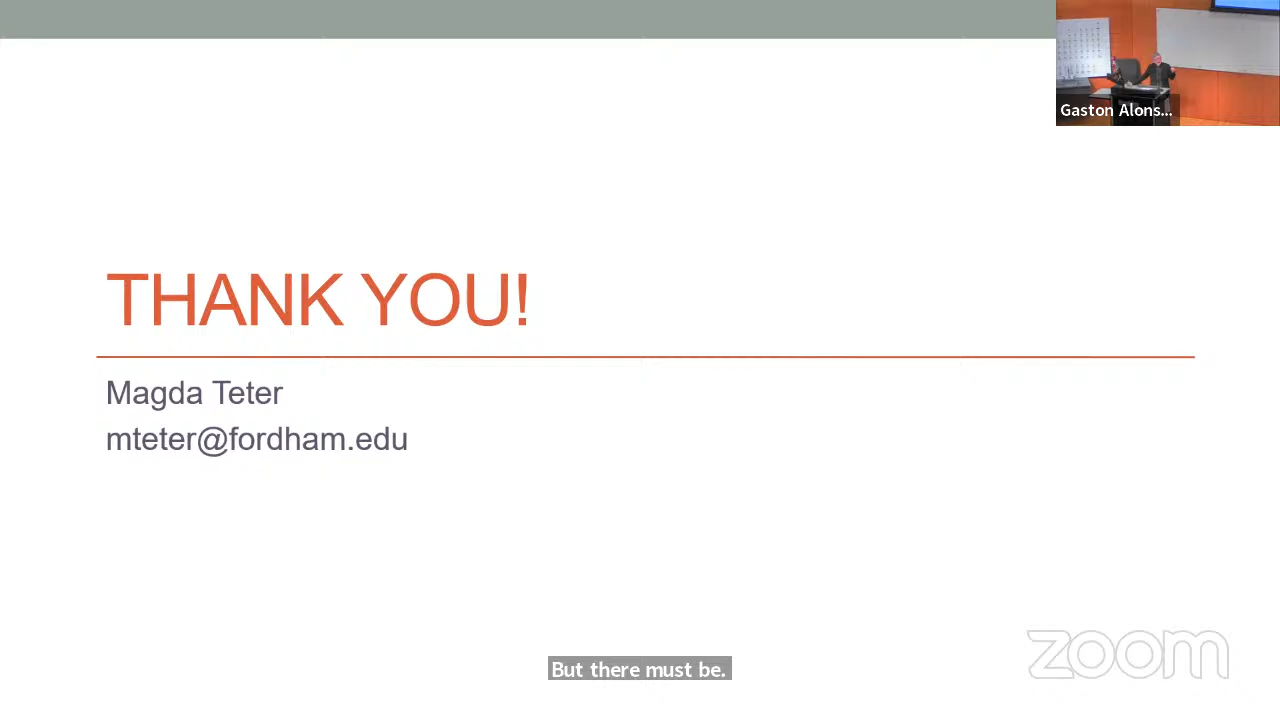 Gaston Alons...
THANK YOU!
Magda Teter
mteter@fordham.edu
But there must be.
zoom